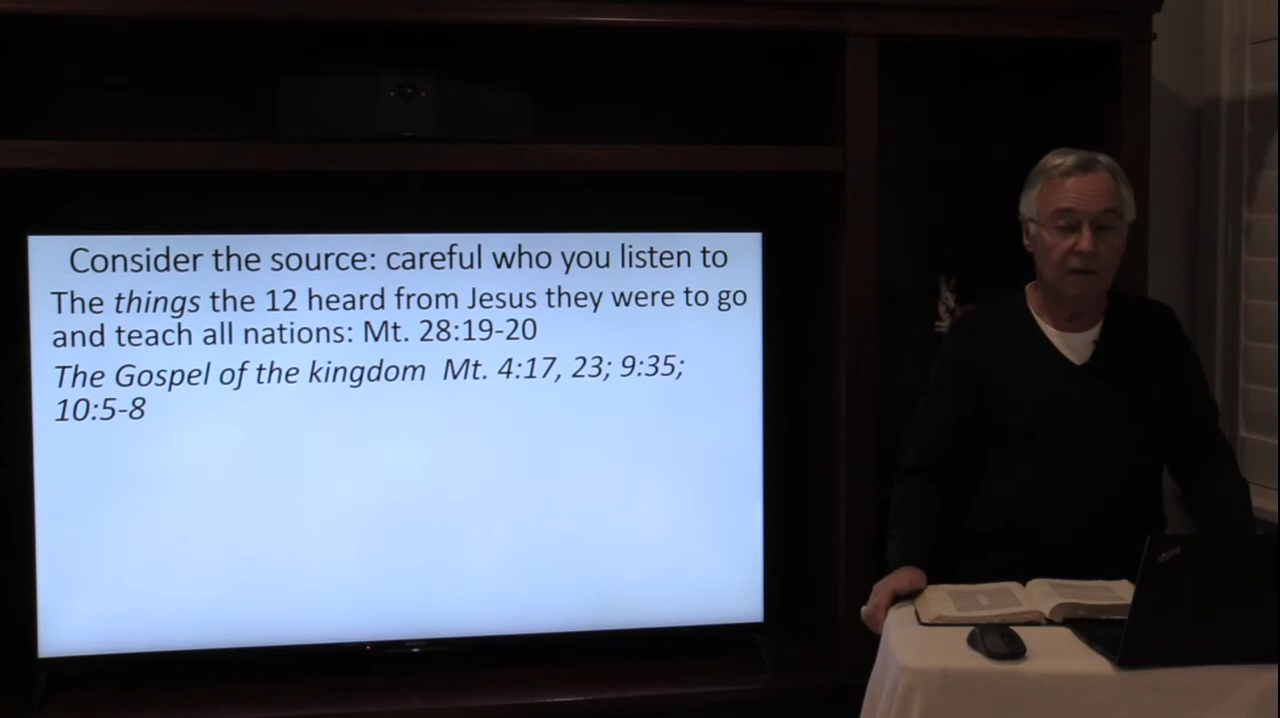 Consider the source: careful who you listen to
The things the 12 heard from Jesus they were to go
and teach all nations: Mt. 28:19-20
The Gospel of the kingdom Mt. 4:17, 23; 9:35;
10:5-8